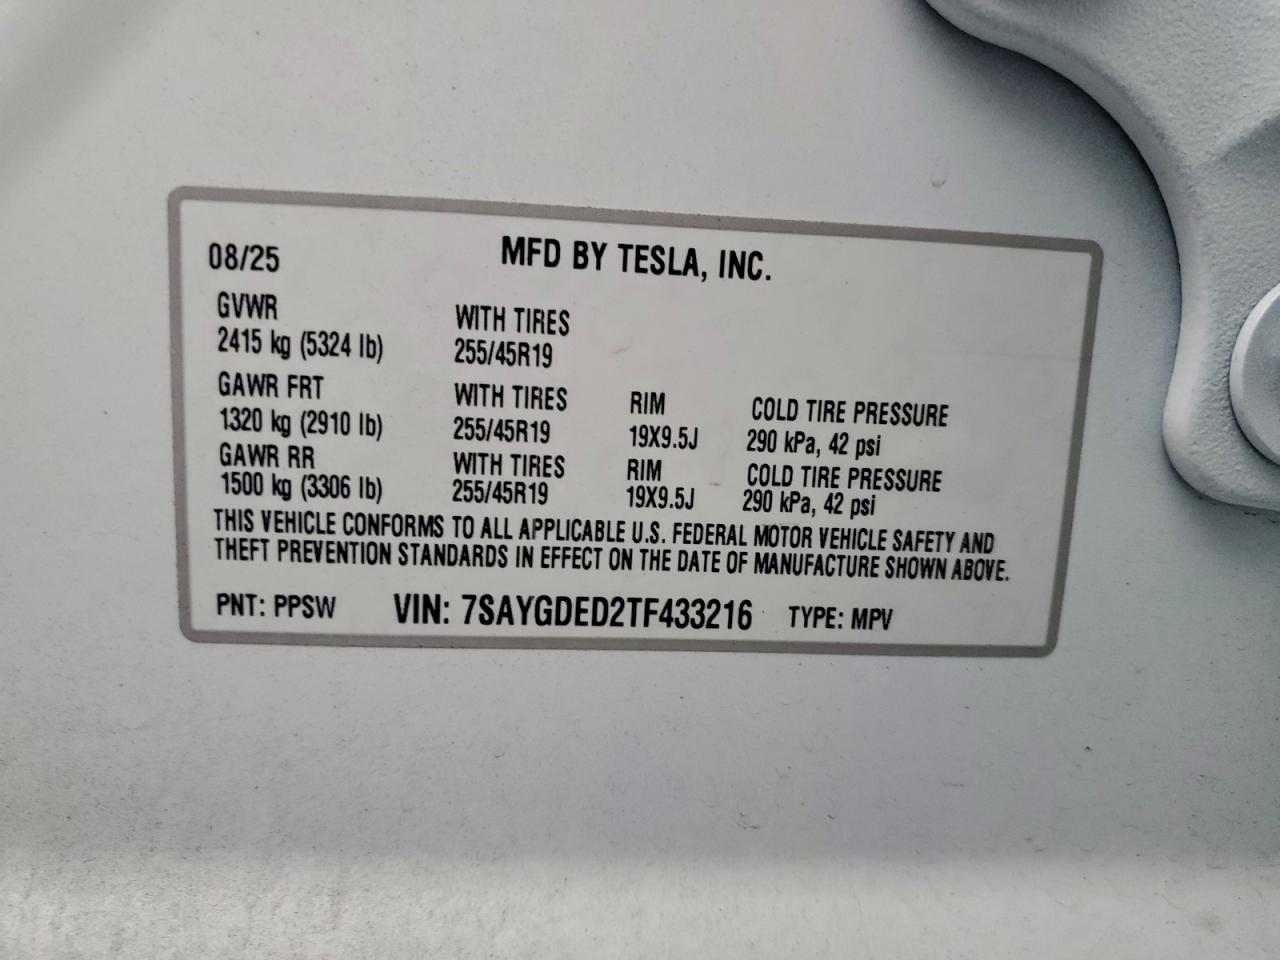 08/25 MFD BY TESLA, INC.
GVWR WITH TIRES
2415 kg (5324 lb) 255/45R19
GAWR FRT WITH TIRES RIM COLD TIRE PRESSURE
1320 kg (2910 lb) 255/45R19 19X9.5J 290 kPa, 42 psi
GAWR RR WITH TIRES RIM COLD TIRE PRESSURE
1500 kg (3306 lb) 255/45R19 19X9.5J 290 kPa, 42 psi
THIS VEHICLE CONFORMS TO ALL APPLICABLE U.S. FEDERAL MOTOR VEHICLE SAFETY AND
THEFT PREVENTION STANDARDS IN EFFECT ON THE DATE OF MANUFACTURE SHOWN ABOVE.
PNT: PPSW VIN: 7SAYGDED2TF433216 TYPE: MPV